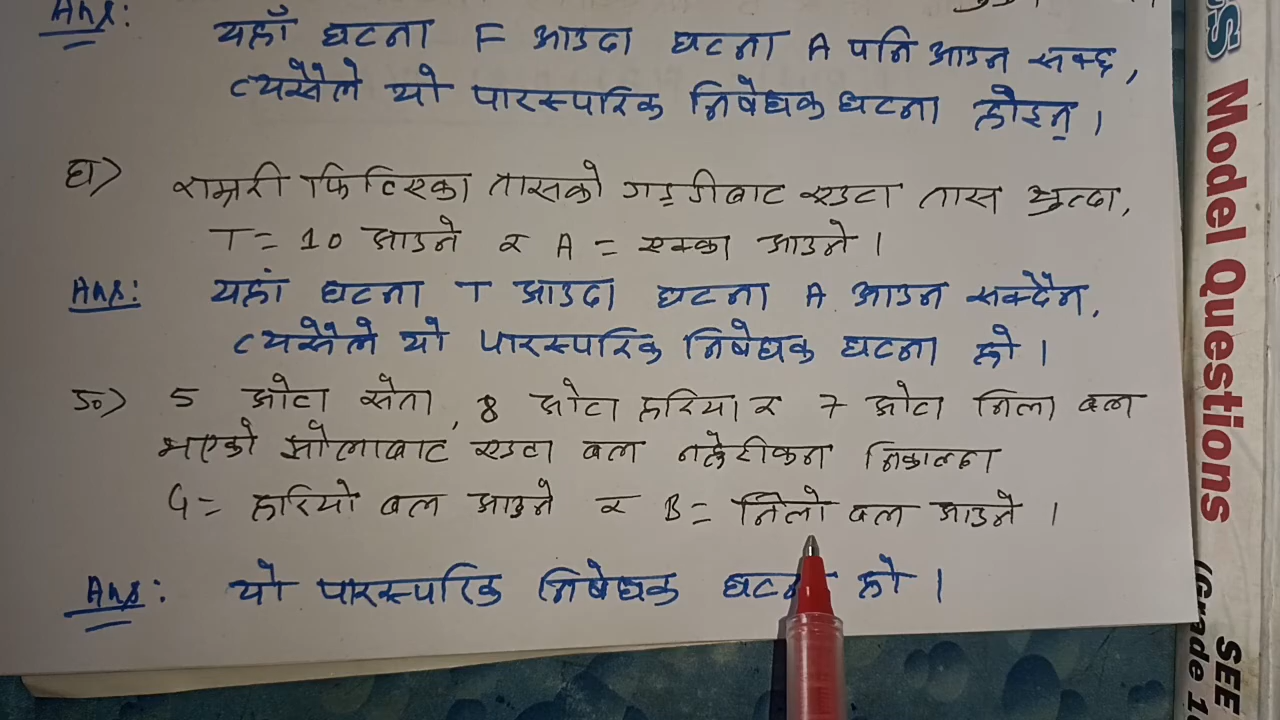 Ans:
यहाँ घटना F आउदा घटना A पनि आउन सक्छ,
त्यसैले यो पारस्परिक निषेधक घटना होइन् ।
घ) राम्ररी फिटिएका तासको गड्डीबाट एउटा तास थुत्दा,
T = 10 आउने र A = एक्का आउने ।
Ans: यहां घटना T आउदा घटना A आउन सक्दैन,
त्यसैले यो पारस्परिक निषेधक घटना हो ।
ङ) 5 ओटा सेता, 8 ओटा हरिया र 7 ओटा निला बल
भएको झोलाबाट एउटा बल नहेरीकन निकाल्दा
G = हरियो बल आउने र B = निलो बल आउने ।
Ans: यो पारस्परिक निषेधक घटना हो ।
Model Questions
SEE